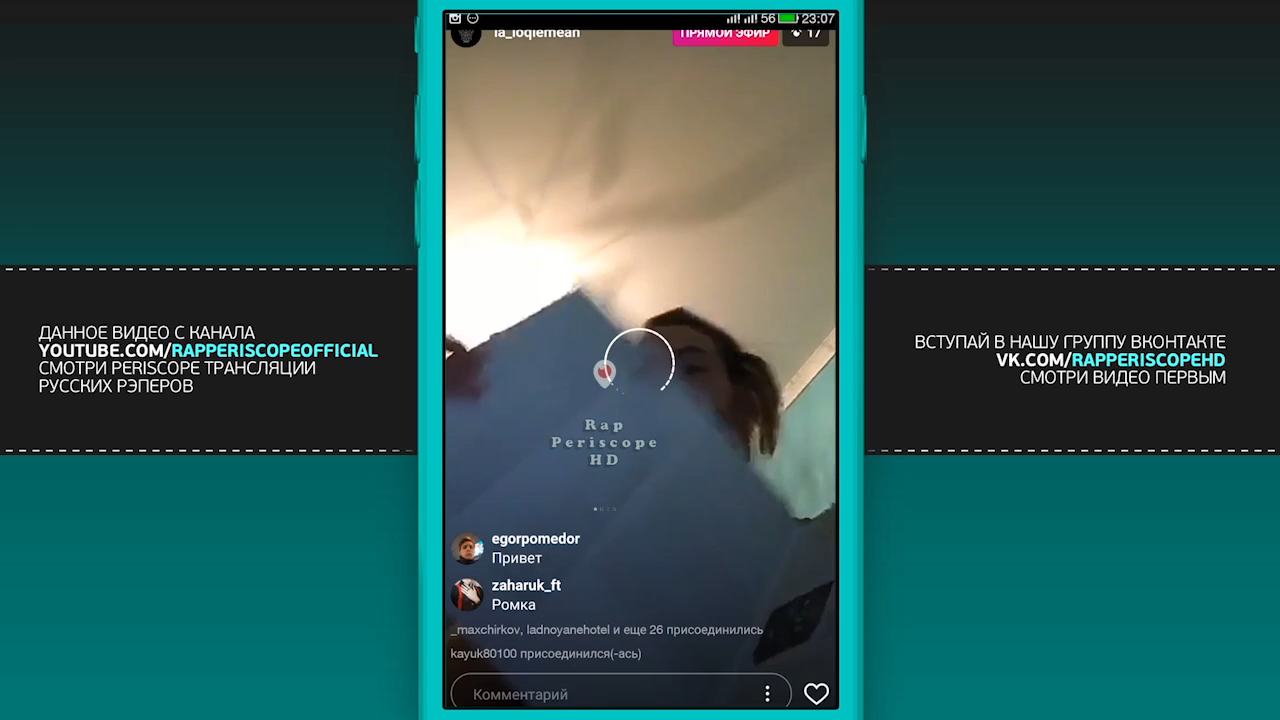 56 23:07
la_loqiemean
ПРЯМОЙ ЭФИР
17
ДАННОЕ ВИДЕО С КАНАЛА
YOUTUBE.COM/RAPPERISCOPEOFFICIAL
СМОТРИ PERISCOPE ТРАНСЛЯЦИИ
РУССКИХ РЭПЕРОВ
ВСТУПАЙ В НАШУ ГРУППУ ВКОНТАКТЕ
VK.COM/RAPPERISCOPEHD
СМОТРИ ВИДЕО ПЕРВЫМ
Rap
Periscope
HD
egorpomedor
Привет
zaharuk_ft
Ромка
_maxchirkov, ladnoyanehotel и еще 26 присоединились
kayuk80100 присоединился(-ась)
Комментарий